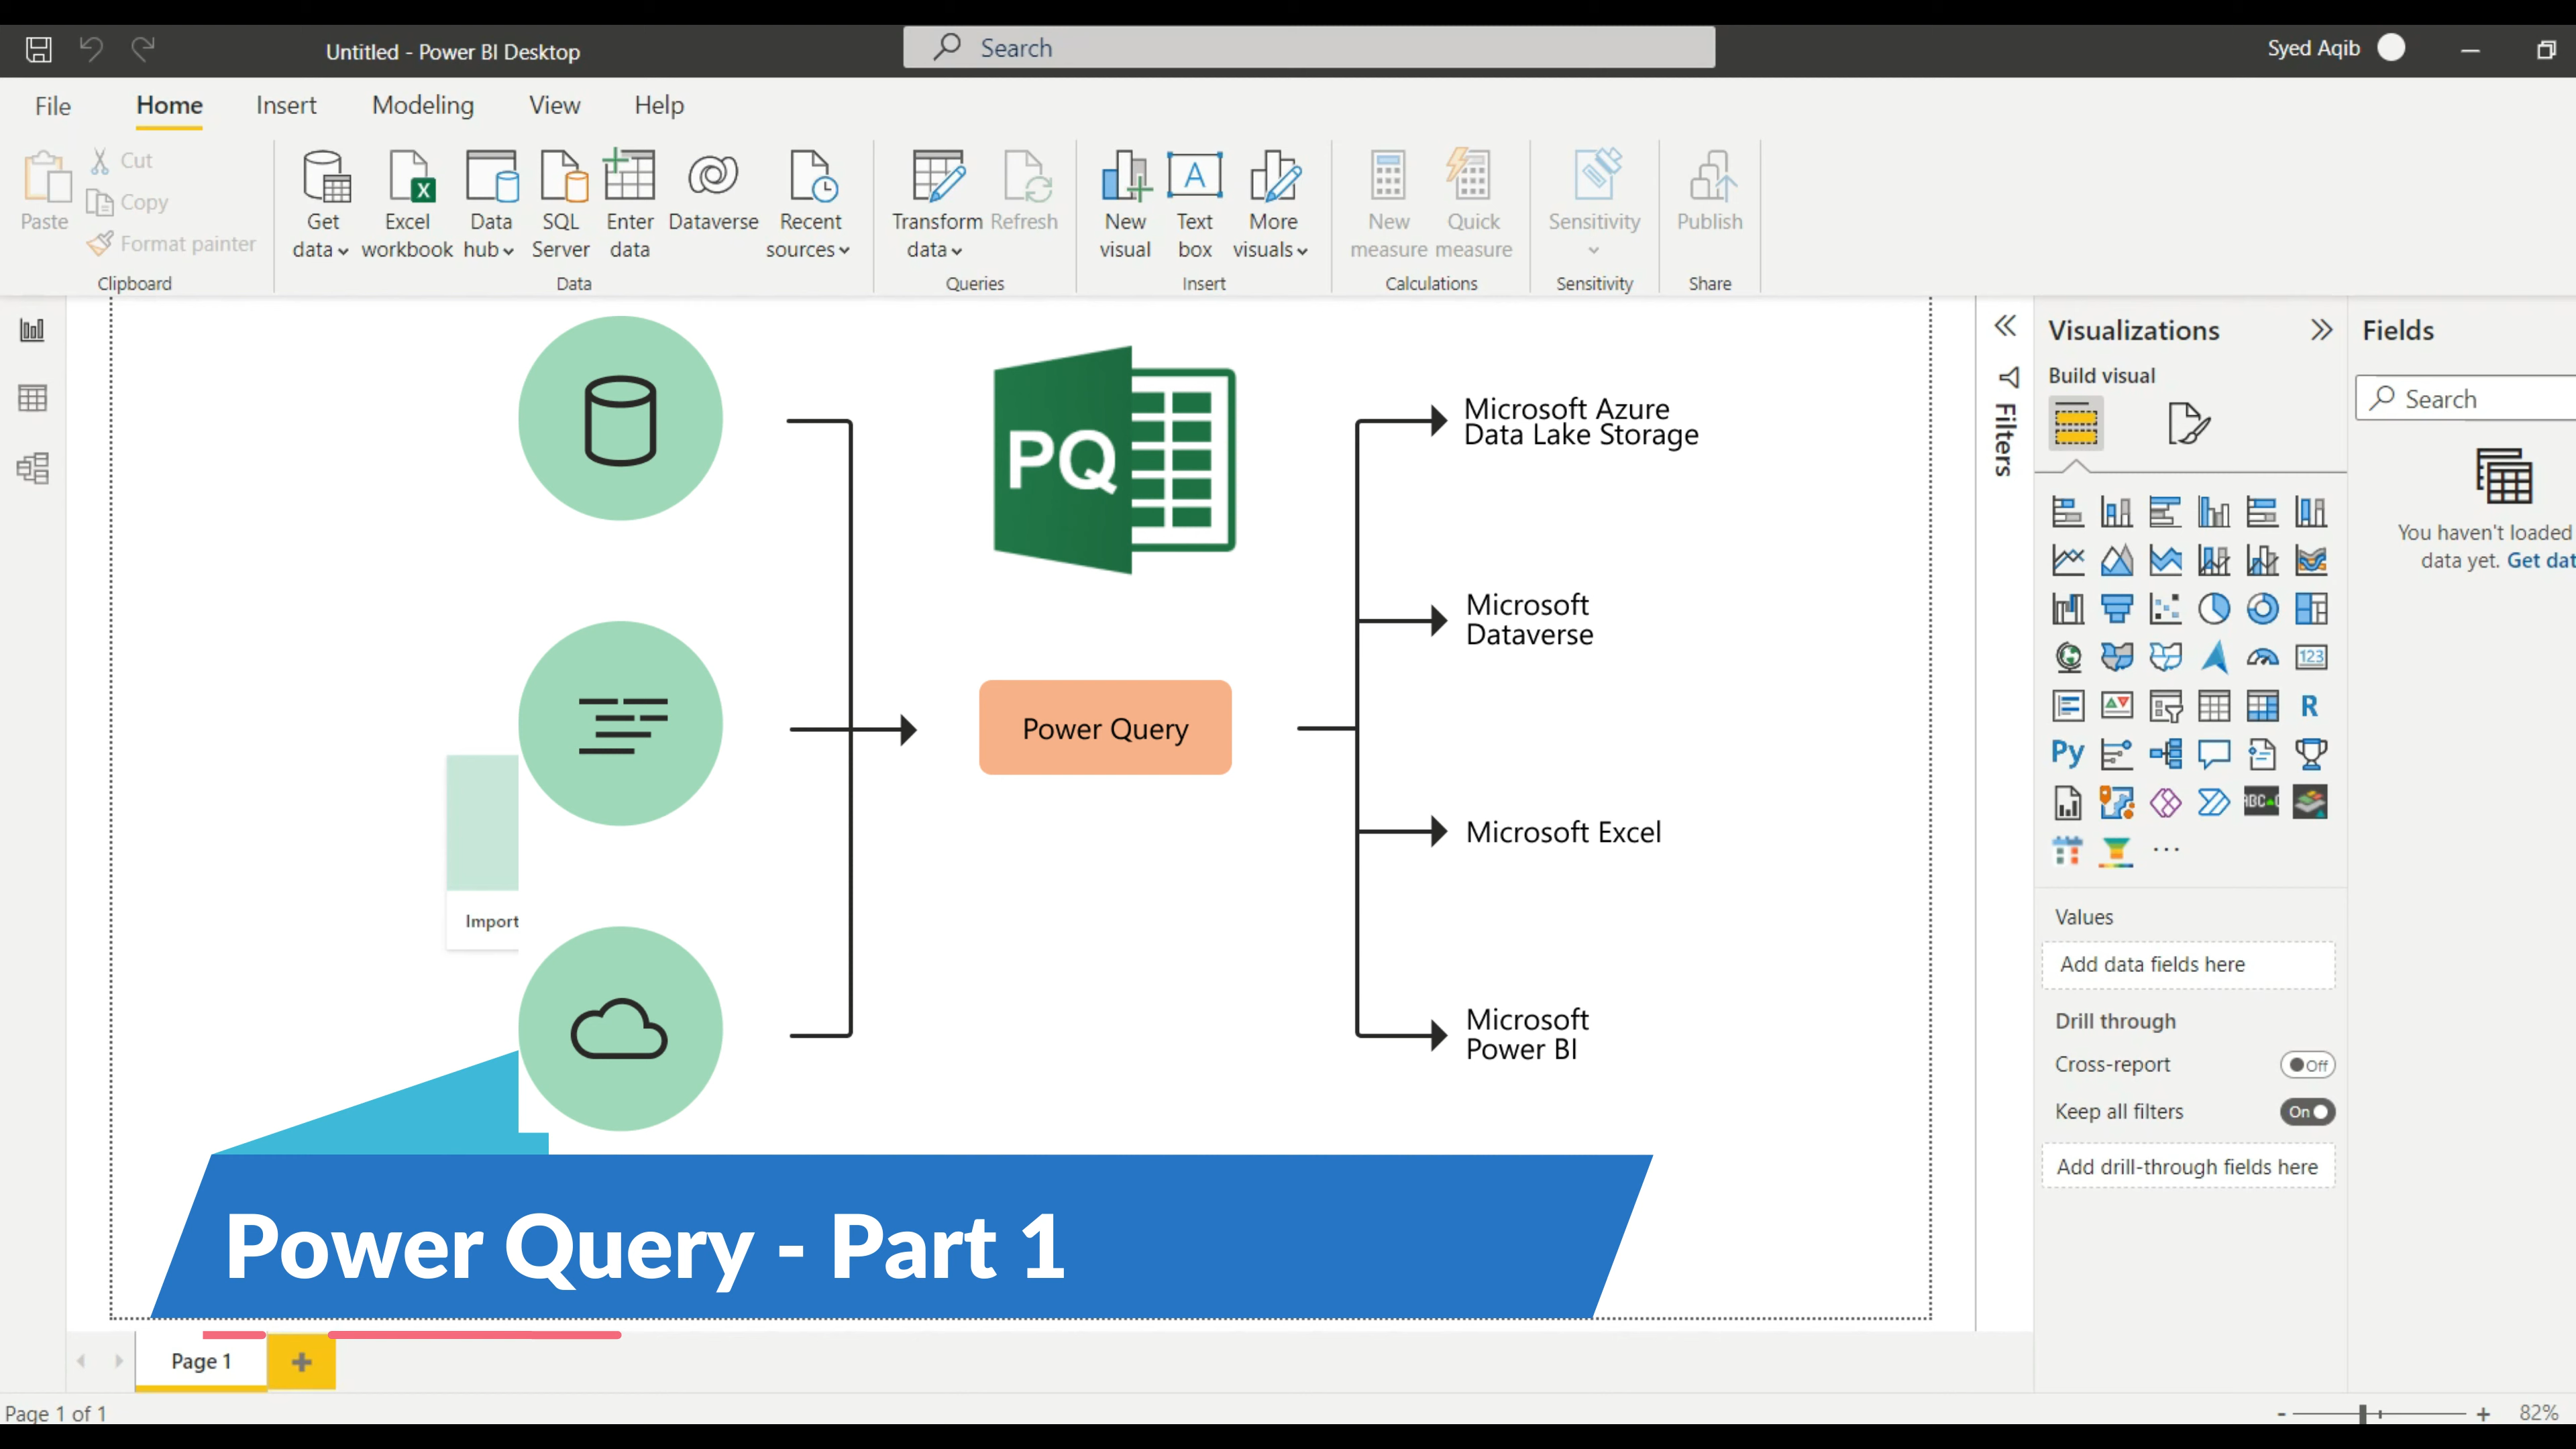 Untitled - Power BI Desktop
Search
Syed Aqib
File
Home
Insert
Modeling
View
Help
Paste
Cut
Copy
Format painter
Clipboard
Get
data
Excel
workbook
Data
hub
SQL
Server
Enter
data
Dataverse
Recent
sources
Data
Transform
data
Refresh
Queries
New
visual
Text
box
More
visuals
Insert
New
measure
Quick
measure
Calculations
Sensitivity
Sensitivity
Publish
Share
PQ
Power Query
Microsoft Azure
Data Lake Storage
Microsoft
Dataverse
Microsoft Excel
Microsoft
Power BI
Import
Power Query - Part 1
Filters
Visualizations
Build visual
123
R
Py
Values
Add data fields here
Drill through
Cross-report
Off
Keep all filters
On
Add drill-through fields here
Fields
Search
You haven't loaded
data yet. Get dat
Page 1
Page 1 of 1
82%